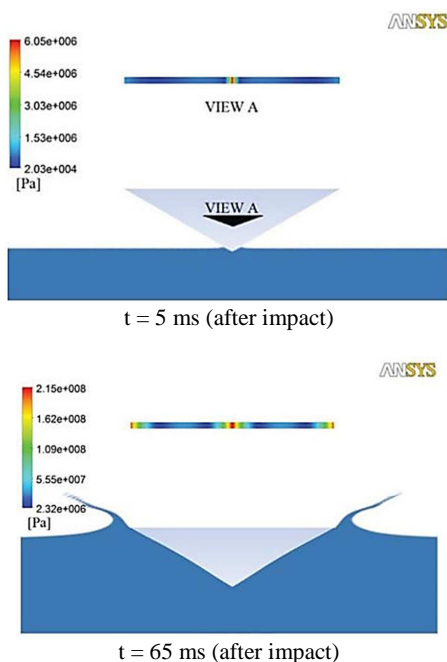 ANSYS
6.05e+006
4.54e+006
3.03e+006
1.53e+006
2.03e+004
[Pa]
VIEW A
VIEW A
t = 5 ms (after impact)
ANSYS
2.15e+008
1.62e+008
1.09e+008
5.55e+007
2.32e+006
[Pa]
t = 65 ms (after impact)